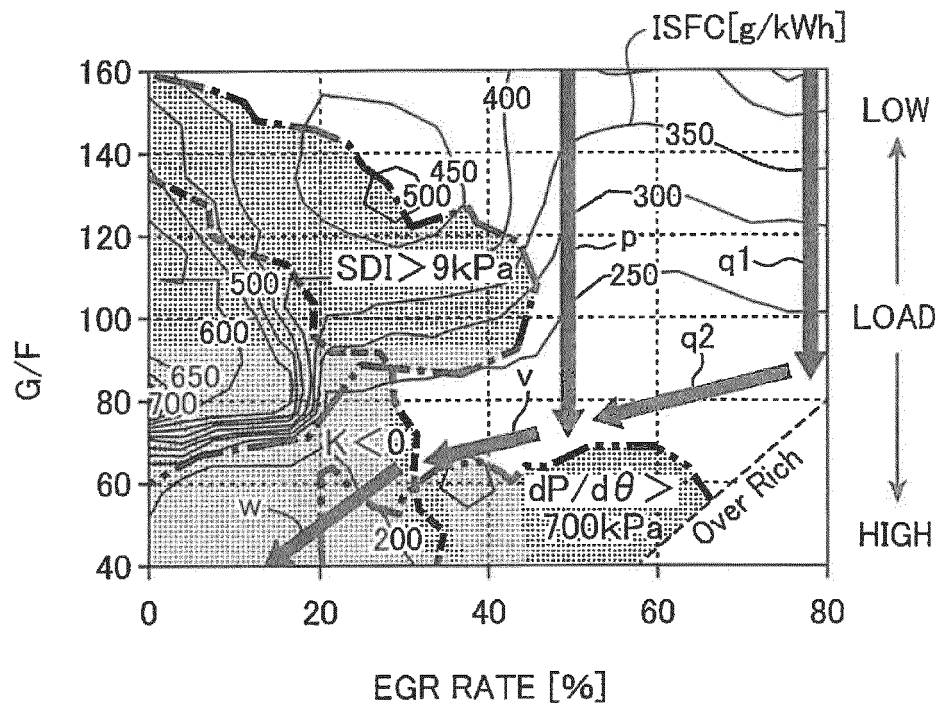 ISFC[g/kWh]
160
140
120
100
80
60
40
G/F
400
450
500
350
300
p
250
q1
q2
SDI>9kPa
500
600
650
700
v
K<0
w
200
dP/dθ>
700kPa
Over Rich
LOW
LOAD
HIGH
0
20
40
60
80
EGR RATE [%]